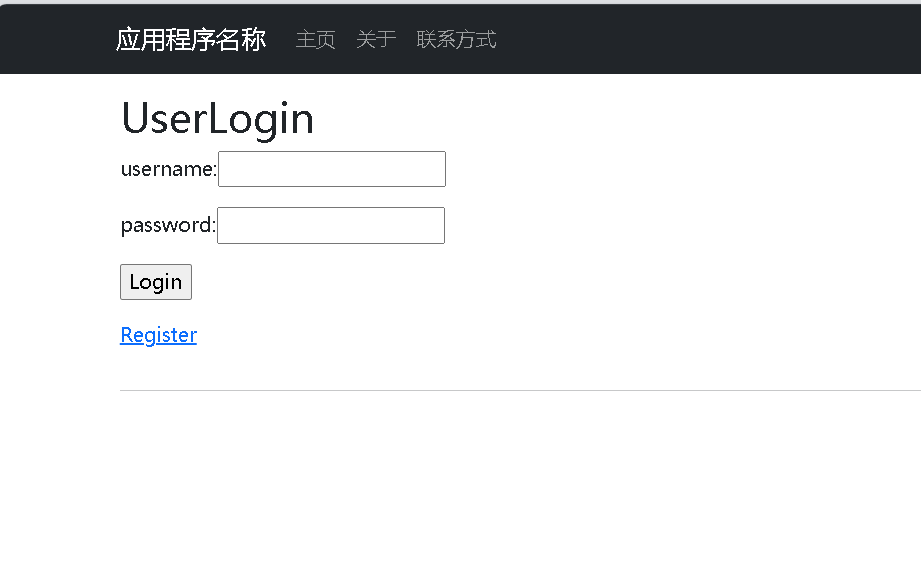 应用程序名称 主页 关于 联系方式
UserLogin
username:
password:
Login
Register